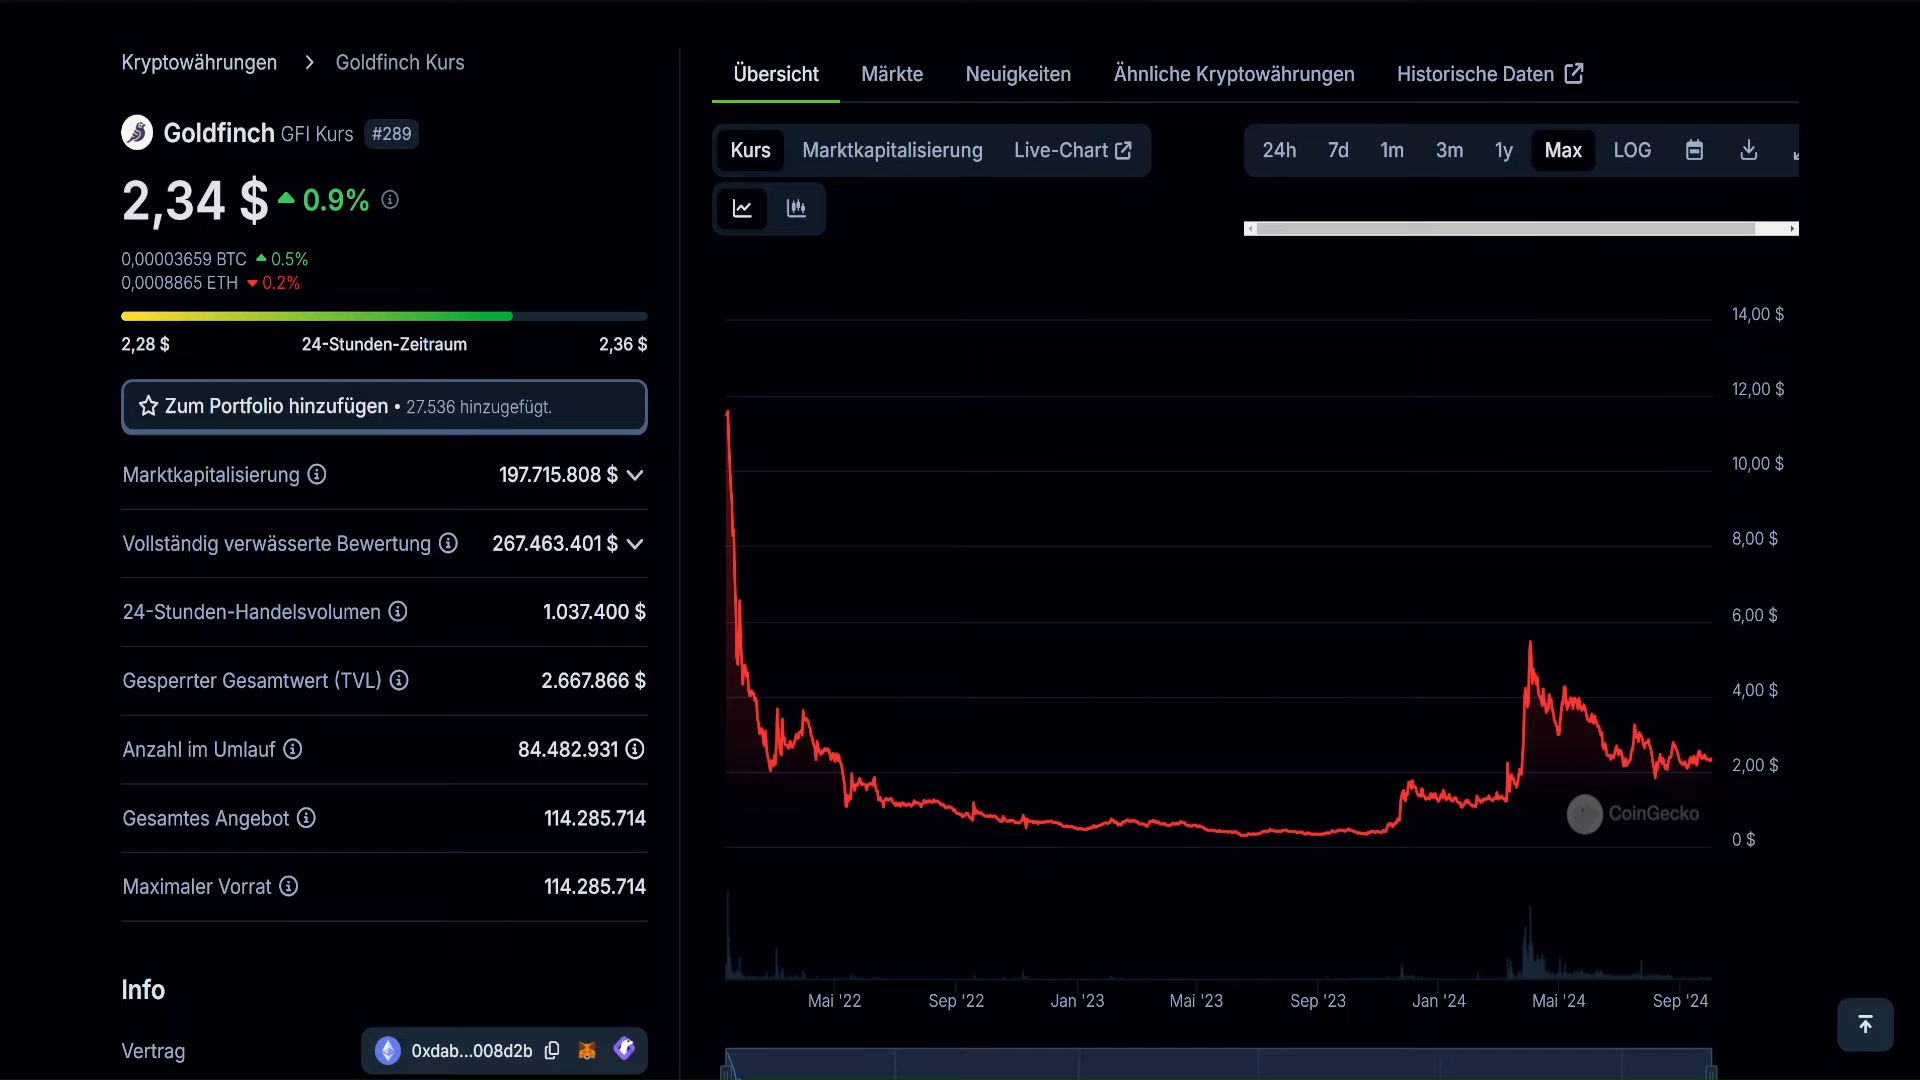 Kryptowährungen > Goldfinch Kurs
Goldfinch GFI Kurs #289
2,34 $ 0.9%
0,00003659 BTC 0.5%
0,0008865 ETH 0.2%
2,28 $ 24-Stunden-Zeitraum 2,36 $
Zum Portfolio hinzufügen • 27.536 hinzugefügt.
Marktkapitalisierung 197.715.808 $
Vollständig verwässerte Bewertung 267.463.401 $
24-Stunden-Handelsvolumen 1.037.400 $
Gesperrter Gesamtwert (TVL) 2.667.866 $
Anzahl im Umlauf 84.482.931
Gesamtes Angebot 114.285.714
Maximaler Vorrat 114.285.714
Info
Vertrag 0xdab...008d2b
Übersicht Märkte Neuigkeiten Ähnliche Kryptowährungen Historische Daten
Kurs Marktkapitalisierung Live-Chart
24h 7d 1m 3m 1y Max LOG
14,00 $
12,00 $
10,00 $
8,00 $
6,00 $
4,00 $
2,00 $
CoinGecko
0 $
Mai '22 Sep '22 Jan '23 Mai '23 Sep '23 Jan '24 Mai '24 Sep '24